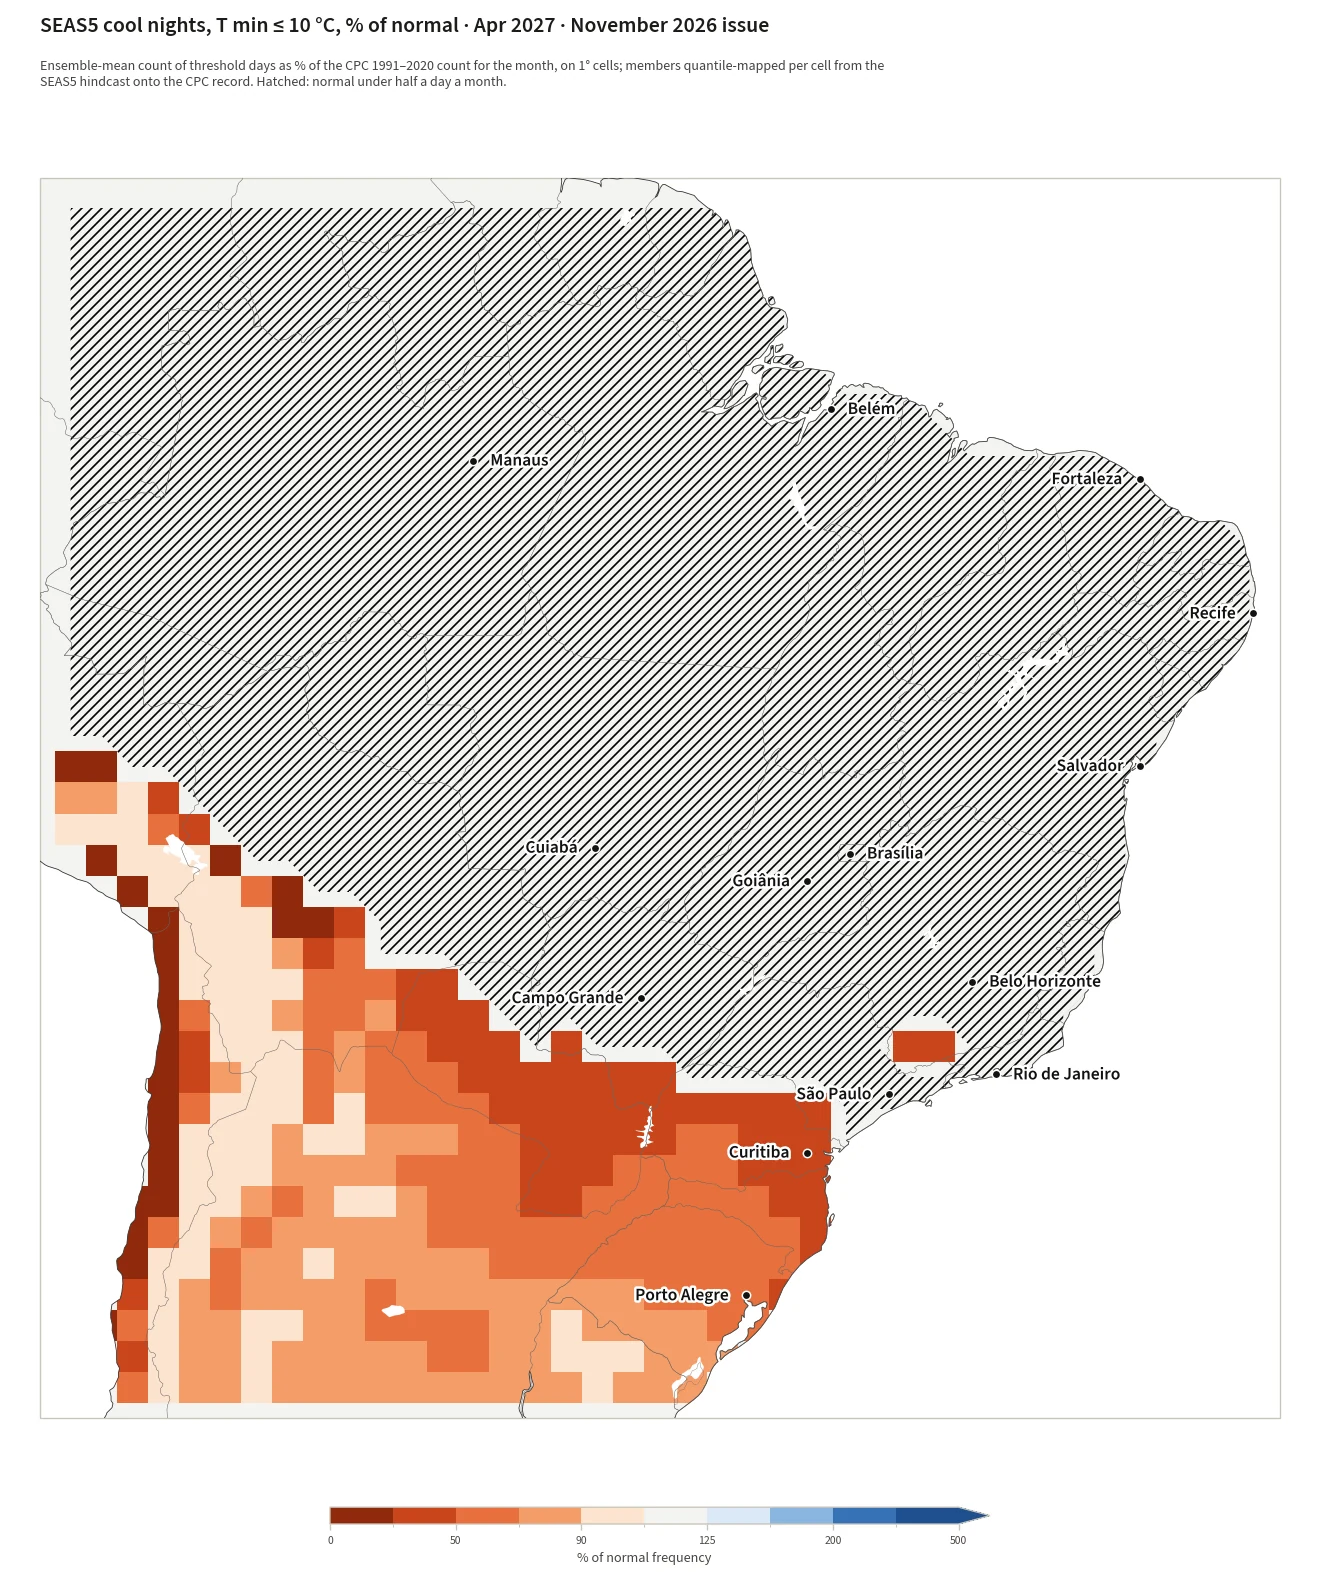 SEAS5 cool nights, T min ≤ 10 °C, % of normal · Apr 2027 · November 2026 issue
Ensemble-mean count of threshold days as % of the CPC 1991–2020 count for the month, on 1° cells; members quantile-mapped per cell from the
SEAS5 hindcast onto the CPC record. Hatched: normal under half a day a month.
Belém
Manaus
Fortaleza
Recife
Salvador
Cuiabá
Brasília
Goiânia
Belo Horizonte
Campo Grande
Rio de Janeiro
São Paulo
Curitiba
Porto Alegre
0 50 90 125 200 500
% of normal frequency